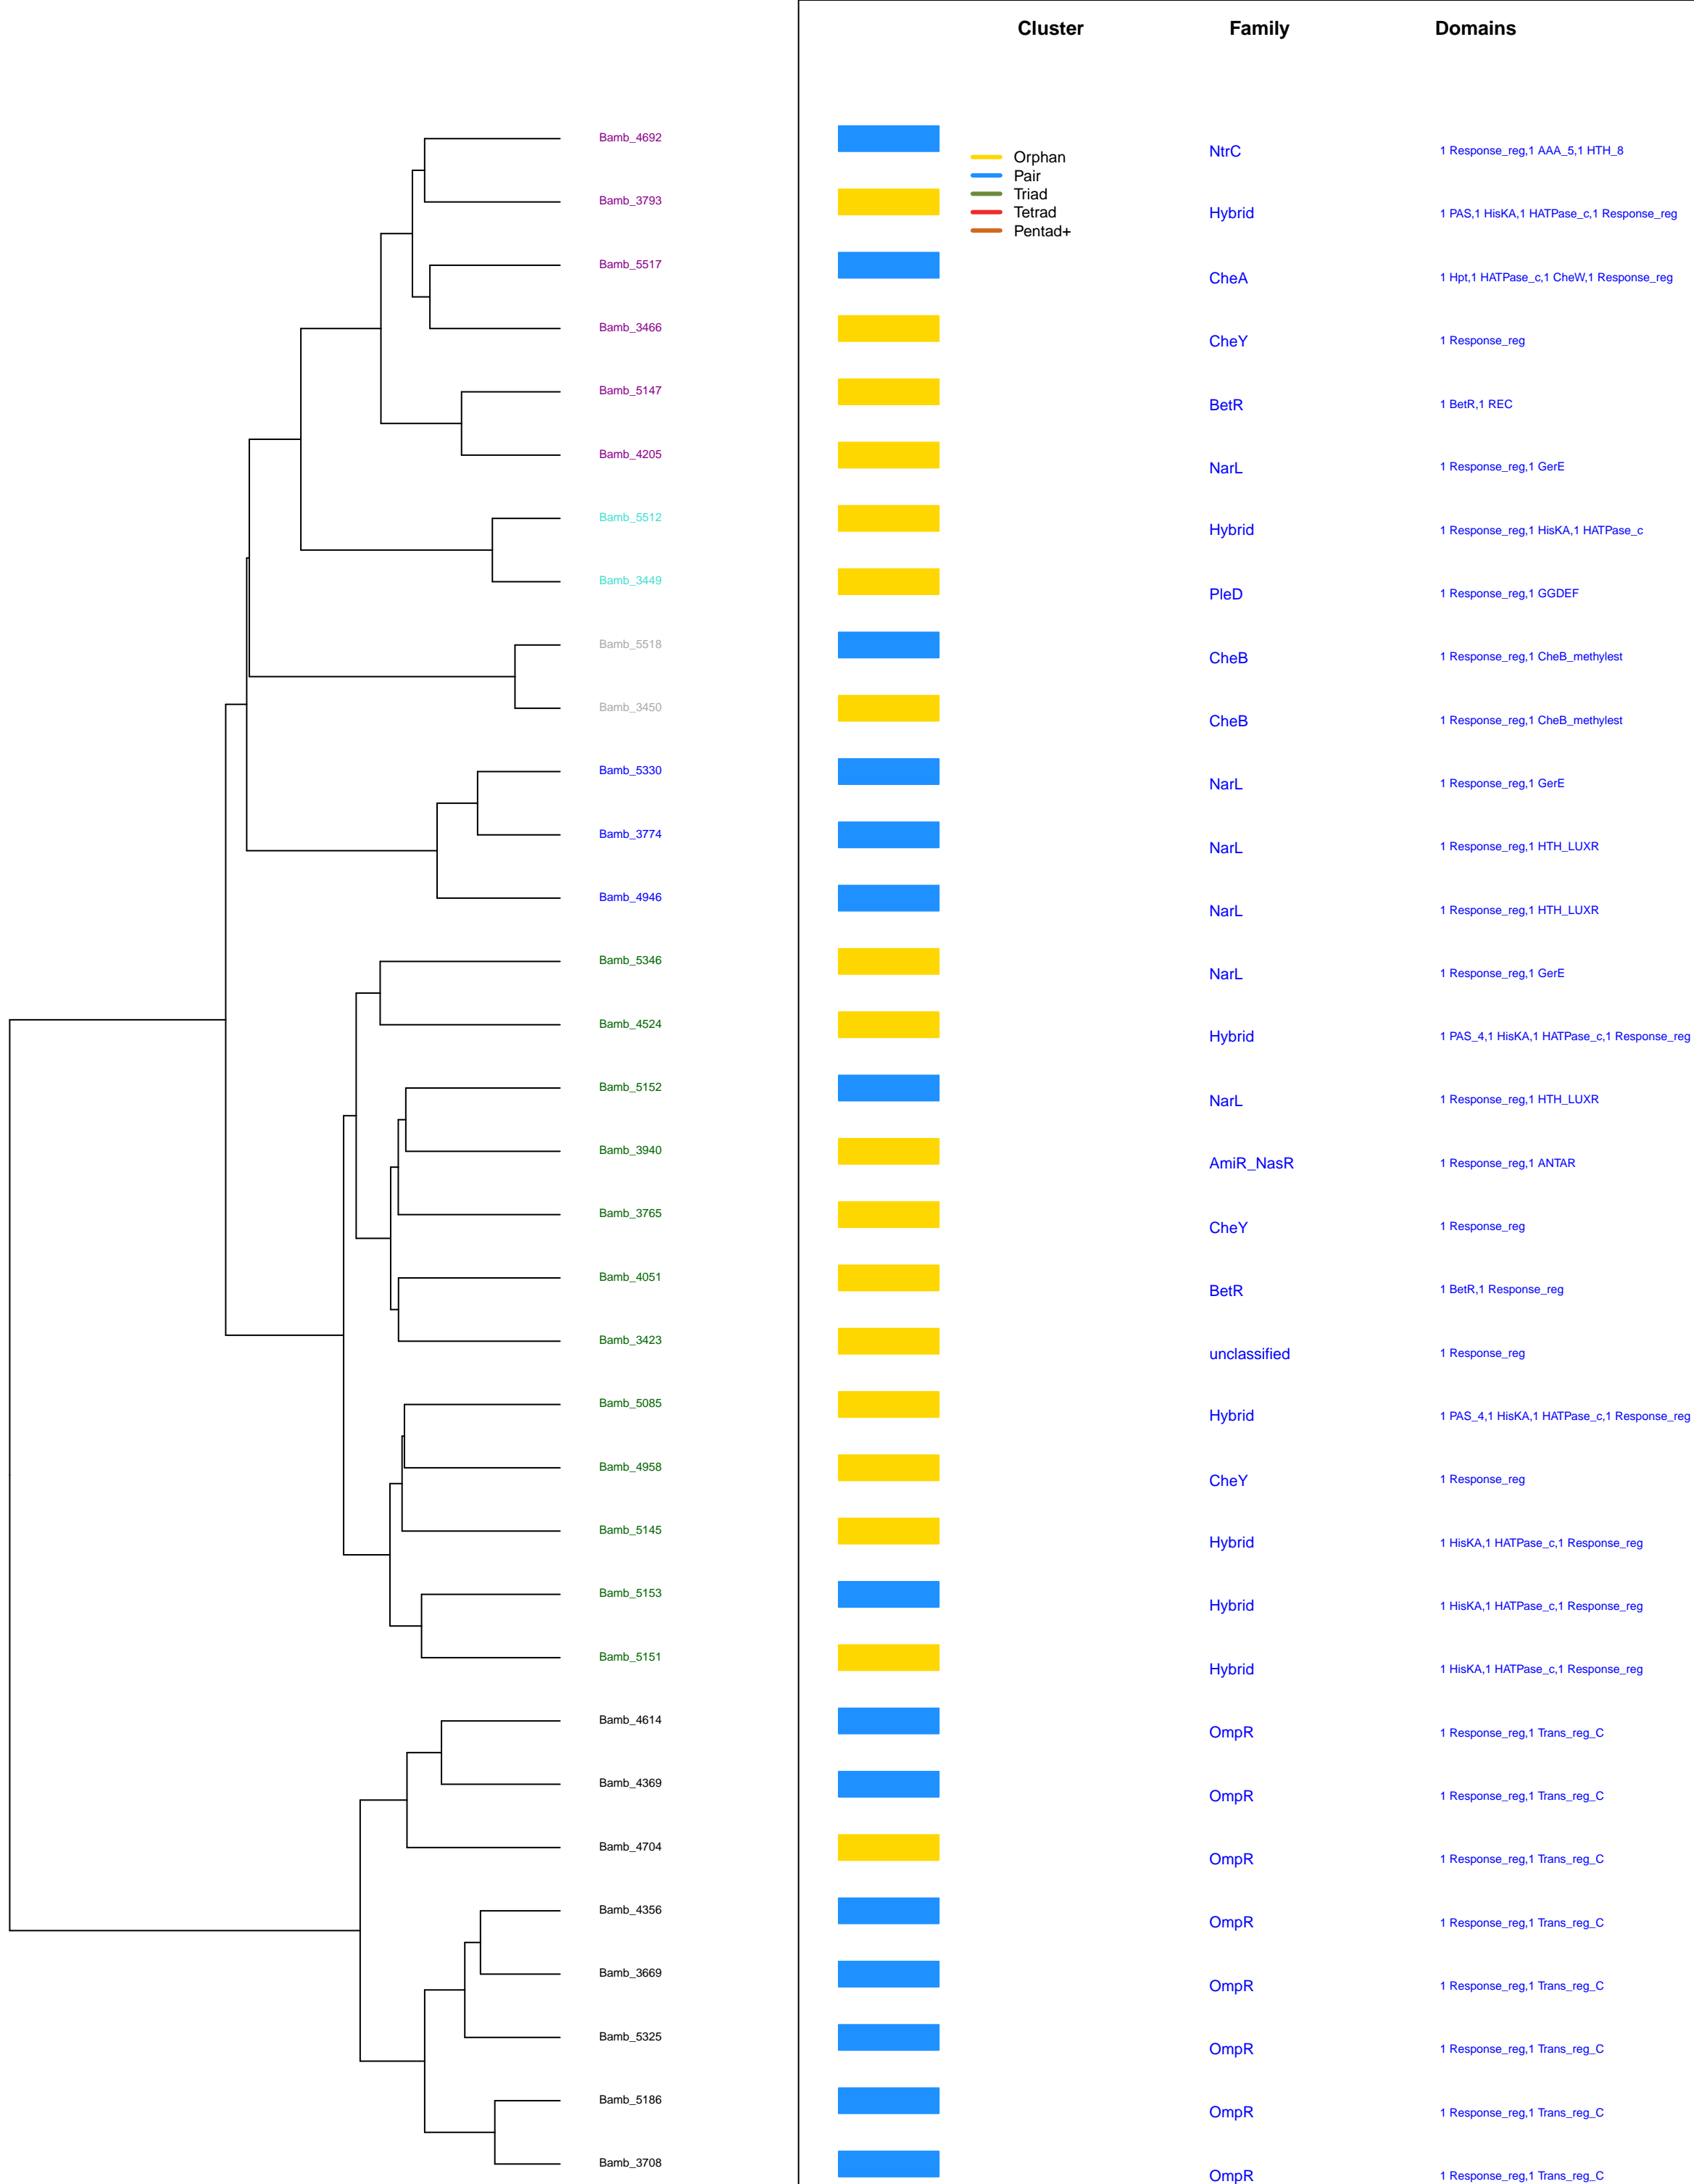 Cluster Family Domains
Bamb_4692 NtrC 1 Response_reg,1 AAA_5,1 HTH_8
Orphan
Pair
Triad
Tetrad
Pentad+
Bamb_3793 Hybrid 1 PAS,1 HisKA,1 HATPase_c,1 Response_reg
Bamb_5517 CheA 1 Hpt,1 HATPase_c,1 CheW,1 Response_reg
Bamb_3466 CheY 1 Response_reg
Bamb_5147 BetR 1 BetR,1 REC
Bamb_4205 NarL 1 Response_reg,1 GerE
Bamb_5512 Hybrid 1 Response_reg,1 HisKA,1 HATPase_c
Bamb_3449 PleD 1 Response_reg,1 GGDEF
Bamb_5518 CheB 1 Response_reg,1 CheB_methylest
Bamb_3450 CheB 1 Response_reg,1 CheB_methylest
Bamb_5330 NarL 1 Response_reg,1 GerE
Bamb_3774 NarL 1 Response_reg,1 HTH_LUXR
Bamb_4946 NarL 1 Response_reg,1 HTH_LUXR
Bamb_5346 NarL 1 Response_reg,1 GerE
Bamb_4524 Hybrid 1 PAS_4,1 HisKA,1 HATPase_c,1 Response_reg
Bamb_5152 NarL 1 Response_reg,1 HTH_LUXR
Bamb_3940 AmiR_NasR 1 Response_reg,1 ANTAR
Bamb_3765 CheY 1 Response_reg
Bamb_4051 BetR 1 BetR,1 Response_reg
Bamb_3423 unclassified 1 Response_reg
Bamb_5085 Hybrid 1 PAS_4,1 HisKA,1 HATPase_c,1 Response_reg
Bamb_4958 CheY 1 Response_reg
Bamb_5145 Hybrid 1 HisKA,1 HATPase_c,1 Response_reg
Bamb_5153 Hybrid 1 HisKA,1 HATPase_c,1 Response_reg
Bamb_5151 Hybrid 1 HisKA,1 HATPase_c,1 Response_reg
Bamb_4614 OmpR 1 Response_reg,1 Trans_reg_C
Bamb_4369 OmpR 1 Response_reg,1 Trans_reg_C
Bamb_4704 OmpR 1 Response_reg,1 Trans_reg_C
Bamb_4356 OmpR 1 Response_reg,1 Trans_reg_C
Bamb_3669 OmpR 1 Response_reg,1 Trans_reg_C
Bamb_5325 OmpR 1 Response_reg,1 Trans_reg_C
Bamb_5186 OmpR 1 Response_reg,1 Trans_reg_C
Bamb_3708 OmpR 1 Response_reg,1 Trans_reg_C